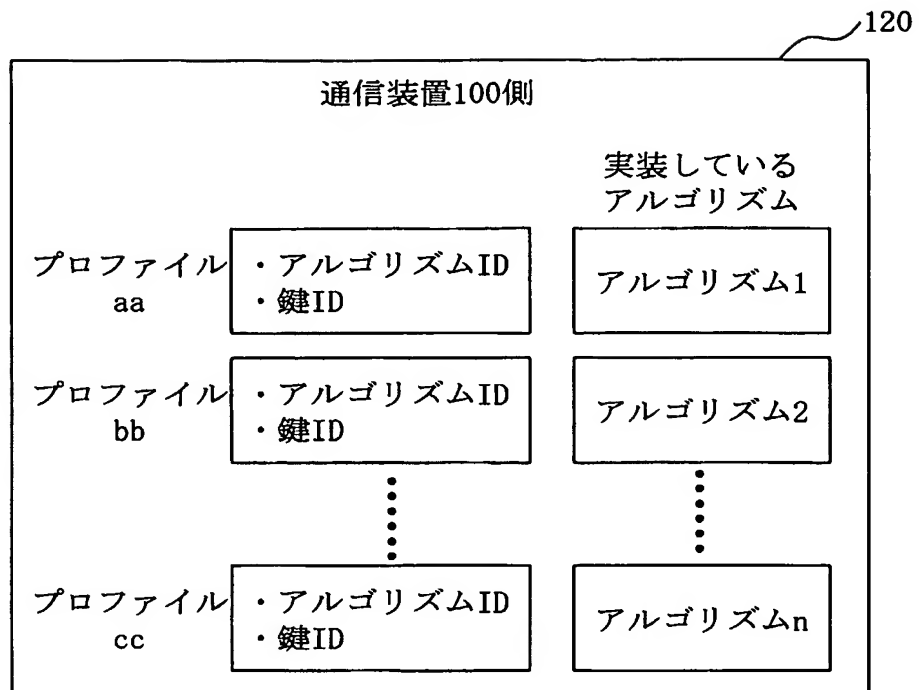 120
通信装置100側
実装している
アルゴリズム
プロファイル
aa
・アルゴリズムID
・鍵ID
アルゴリズム1
プロファイル
bb
・アルゴリズムID
・鍵ID
アルゴリズム2
プロファイル
cc
・アルゴリズムID
・鍵ID
アルゴリズムn